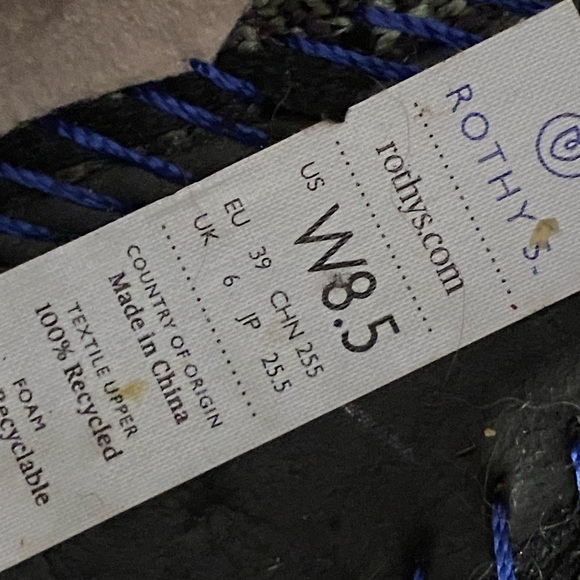 ROTHY'S.
rothys.com
US W8.5
EU 39 CHN 255
UK 6 JP 25.5
COUNTRY OF ORIGIN
Made in China
TEXTILE UPPER
100% Recycled
FOAM
Recyclable